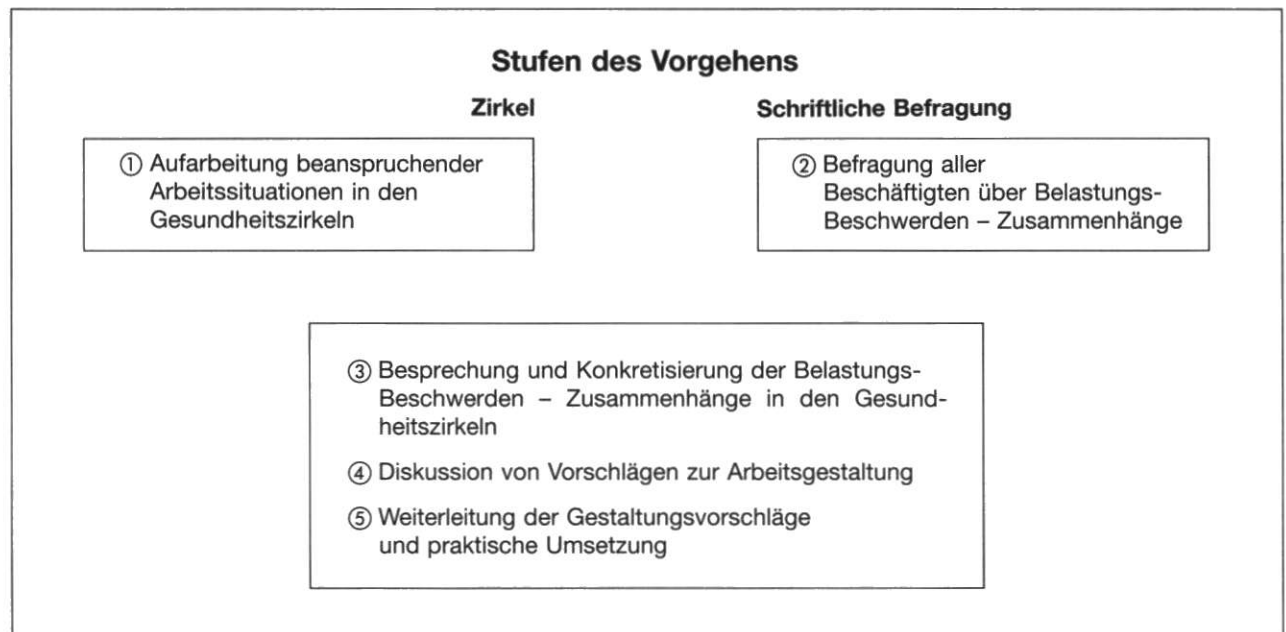 Stufen des Vorgehens
Zirkel
Schriftliche Befragung
① Aufarbeitung beanspruchender
Arbeitssituationen in den
Gesundheitszirkeln
② Befragung aller
Beschäftigten über Belastungs-
Beschwerden – Zusammenhänge
③ Besprechung und Konkretisierung der Belastungs-
Beschwerden – Zusammenhänge in den Gesund-
heitszirkeln
④ Diskussion von Vorschlägen zur Arbeitsgestaltung
⑤ Weiterleitung der Gestaltungsvorschläge
und praktische Umsetzung